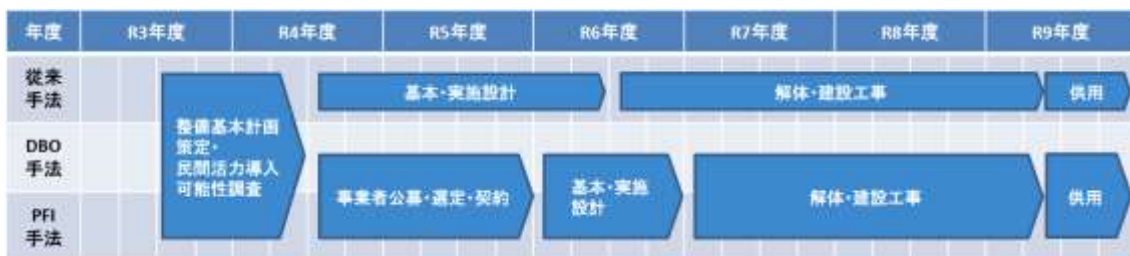 年度 R3年度 R4年度 R5年度 R6年度 R7年度 R8年度 R9年度
従来
手法
基本・実施設計
解体・建設工事
供用
整備基本計画
策定・
民間活力導入
可能性調査
DBO
手法
事業者公募・選定・契約
基本・実施
設計
解体・建設工事
供用
PFI
手法